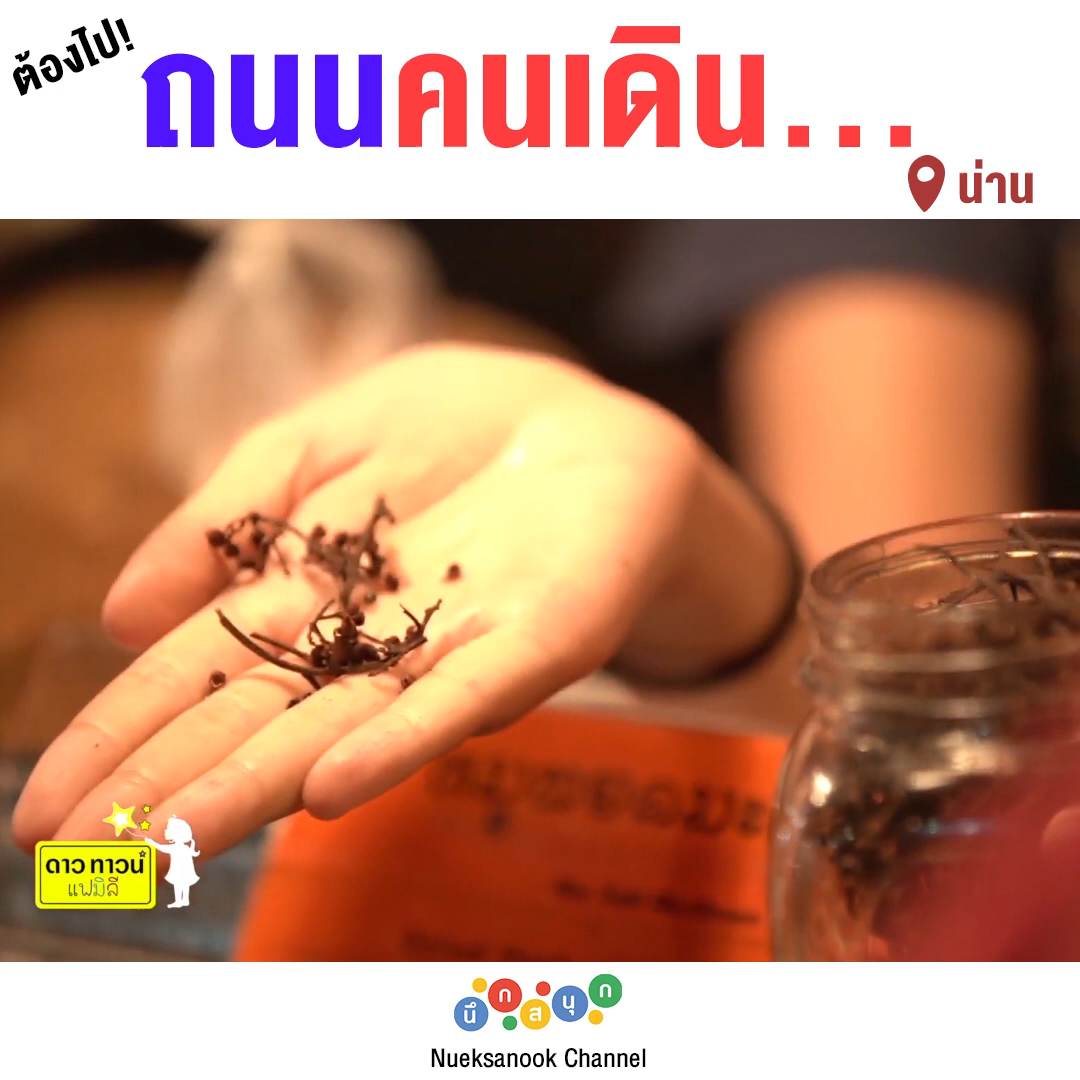 ต้องไป!
ถนนคนเดิน...
น่าน
ดาว ทาวน์
แฟมิลี่
นึกสนุก
Nueksanook Channel